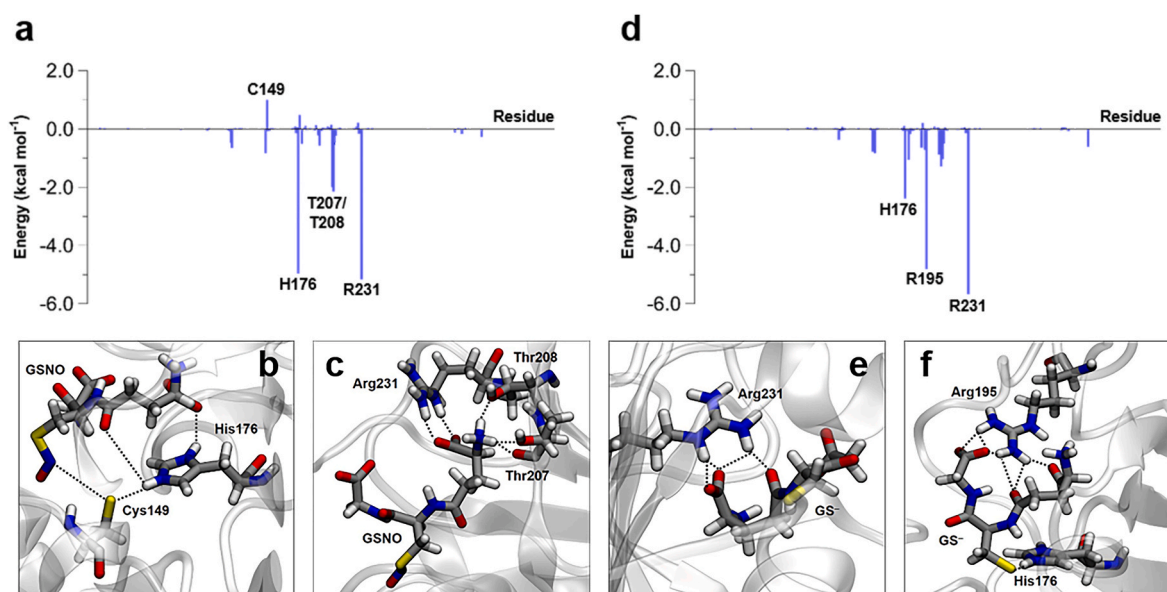 a
2.0
0.0
-2.0
-4.0
-6.0
Energy (kcal mol⁻¹)
C149
Residue
T207/
T208
H176
R231
d
2.0
0.0
-2.0
-4.0
-6.0
Energy (kcal mol⁻¹)
Residue
H176
R195
R231
b
GSNO
His176
Cys149
c
Thr208
Arg231
Thr207
GSNO
e
Arg231
GS⁻
f
Arg195
GS⁻
His176